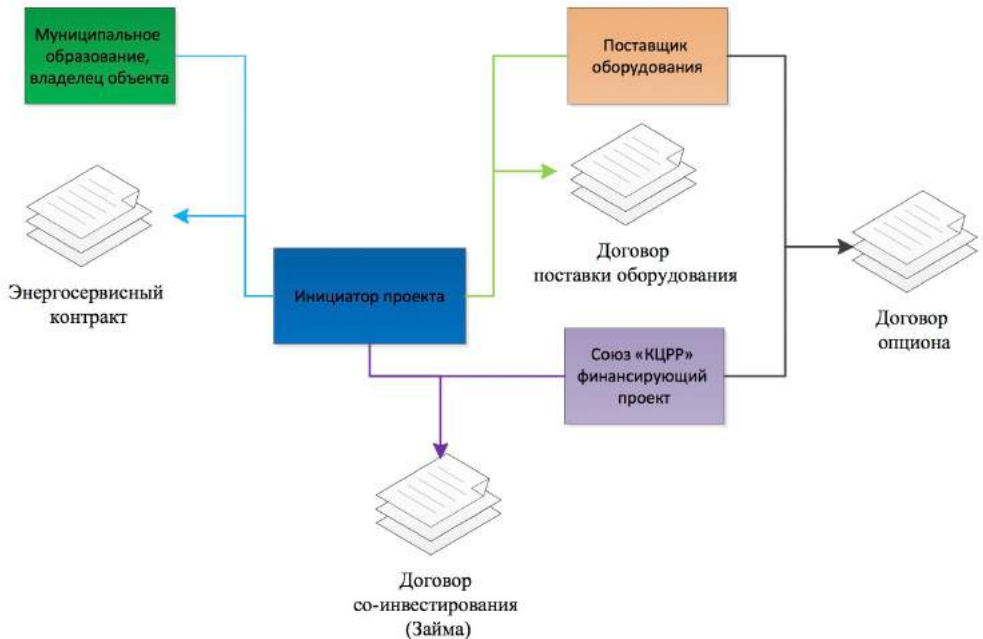 Муниципальное
образование,
владелец объекта
Поставщик
оборудования
Энергосервисный
контракт
Инициатор проекта
Договор
поставки оборудования
Договор
опциона
Союз «КЦРР»
финансирующий
проект
Договор
со-инвестирования
(Займа)